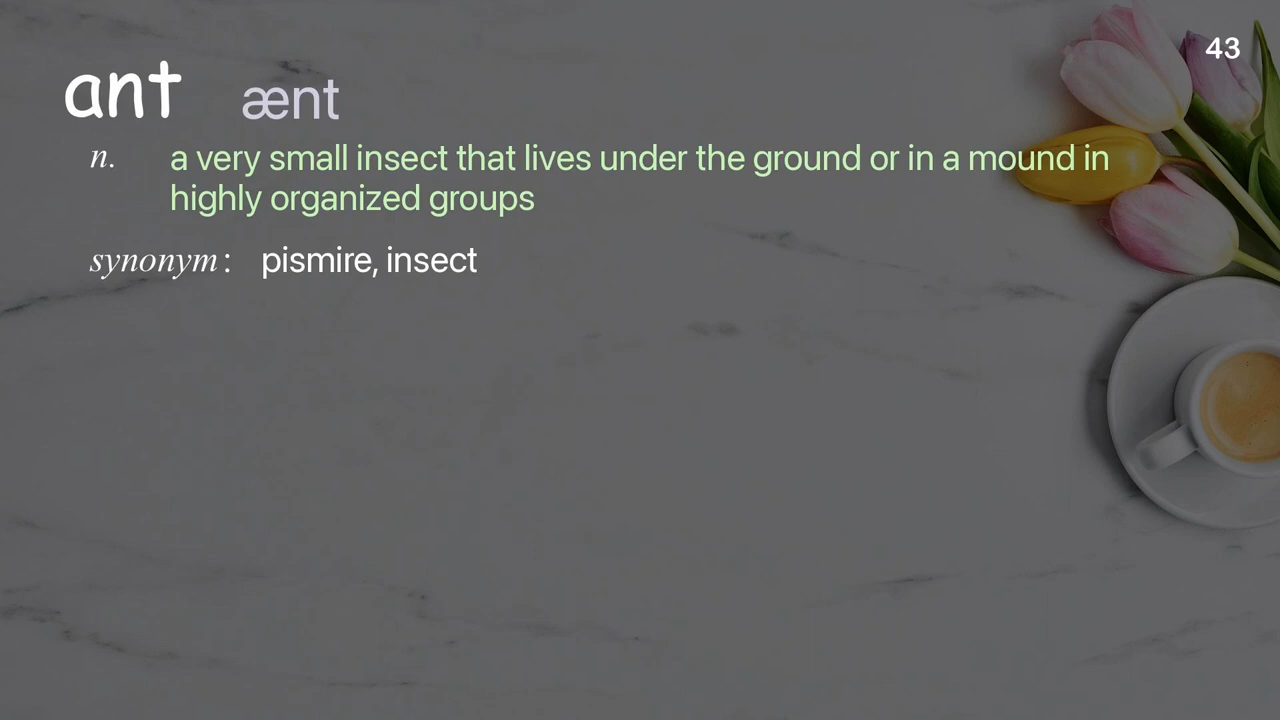 43
ant ænt
n. a very small insect that lives under the ground or in a mound in
highly organized groups
synonym: pismire, insect